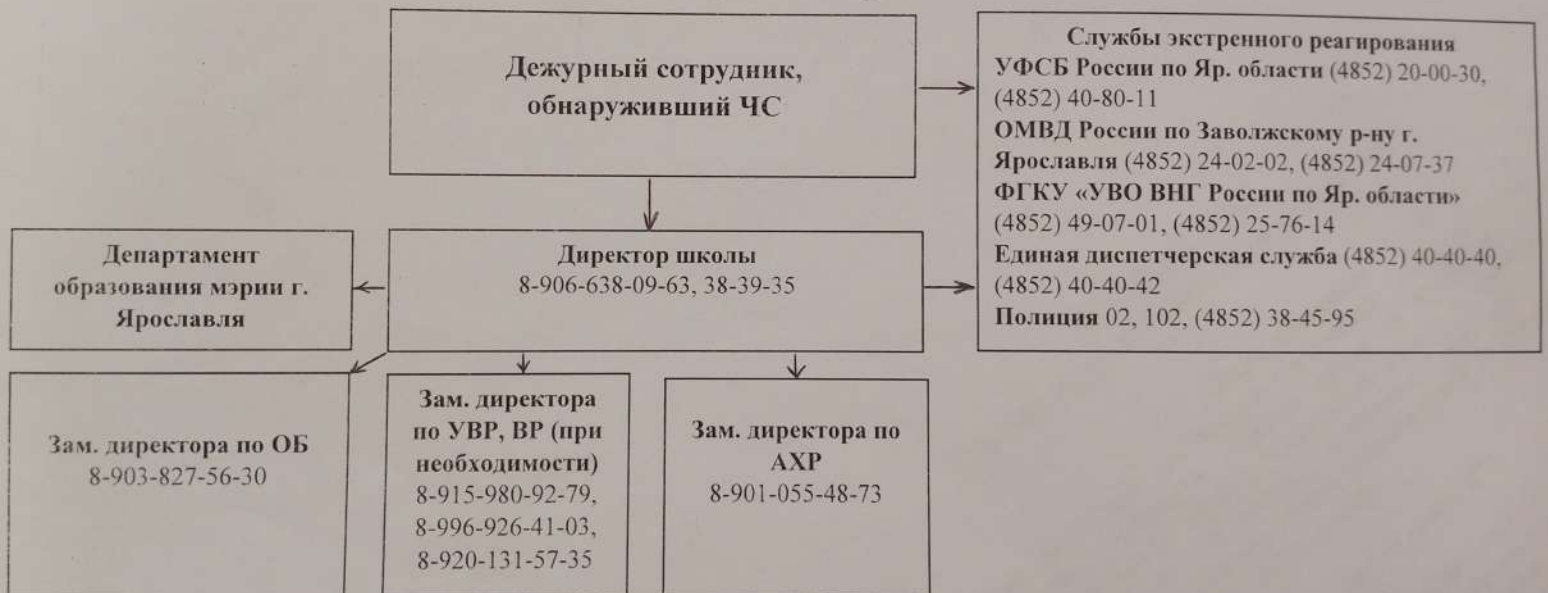 Дежурный сотрудник,
обнаруживший ЧС
Службы экстренного реагирования
УФСБ России по Яр. области (4852) 20-00-30,
(4852) 40-80-11
ОМВД России по Заволжскому р-ну г.
Ярославля (4852) 24-02-02, (4852) 24-07-37
ФГКУ «УВО ВНГ России по Яр. области»
(4852) 49-07-01, (4852) 25-76-14
Единая диспетчерская служба (4852) 40-40-40,
(4852) 40-40-42
Полиция 02, 102, (4852) 38-45-95
Департамент
образования мэрии г.
Ярославля
Директор школы
8-906-638-09-63, 38-39-35
Зам. директора по ОБ
8-903-827-56-30
Зам. директора
по УВР, ВР (при
необходимости)
8-915-980-92-79,
8-996-926-41-03,
8-920-131-57-35
Зам. директора по
АХР
8-901-055-48-73